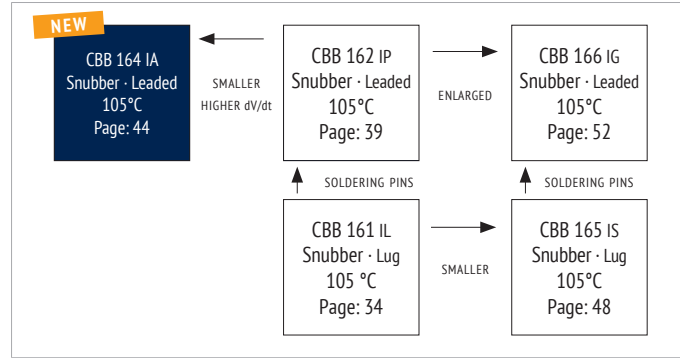 NEW
CBB 164 IA
Snubber · Leaded
105°C
Page: 44
SMALLER
HIGHER dV/dt
CBB 162 IP
Snubber · Leaded
105°C
Page: 39
ENLARGED
CBB 166 IG
Snubber · Leaded
105°C
Page: 52
SOLDERING PINS
SOLDERING PINS
CBB 161 IL
Snubber · Lug
105 °C
Page: 34
SMALLER
CBB 165 IS
Snubber · Lug
105°C
Page: 48